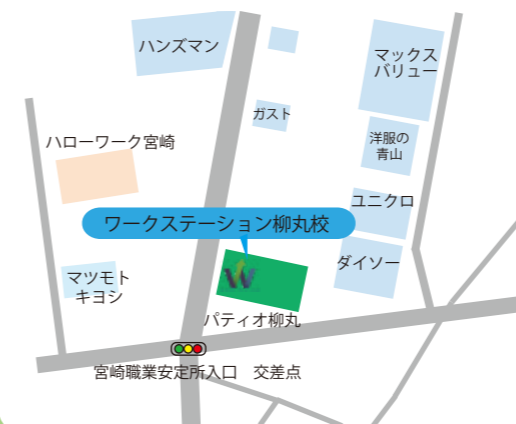 ハンズマン
マックス
バリュー
ガスト
洋服の
青山
ハローワーク宮崎
ユニクロ
ワークステーション柳丸校
ダイソー
マツモト
キヨシ
W
パティオ柳丸
宮崎職業安定所入口　交差点